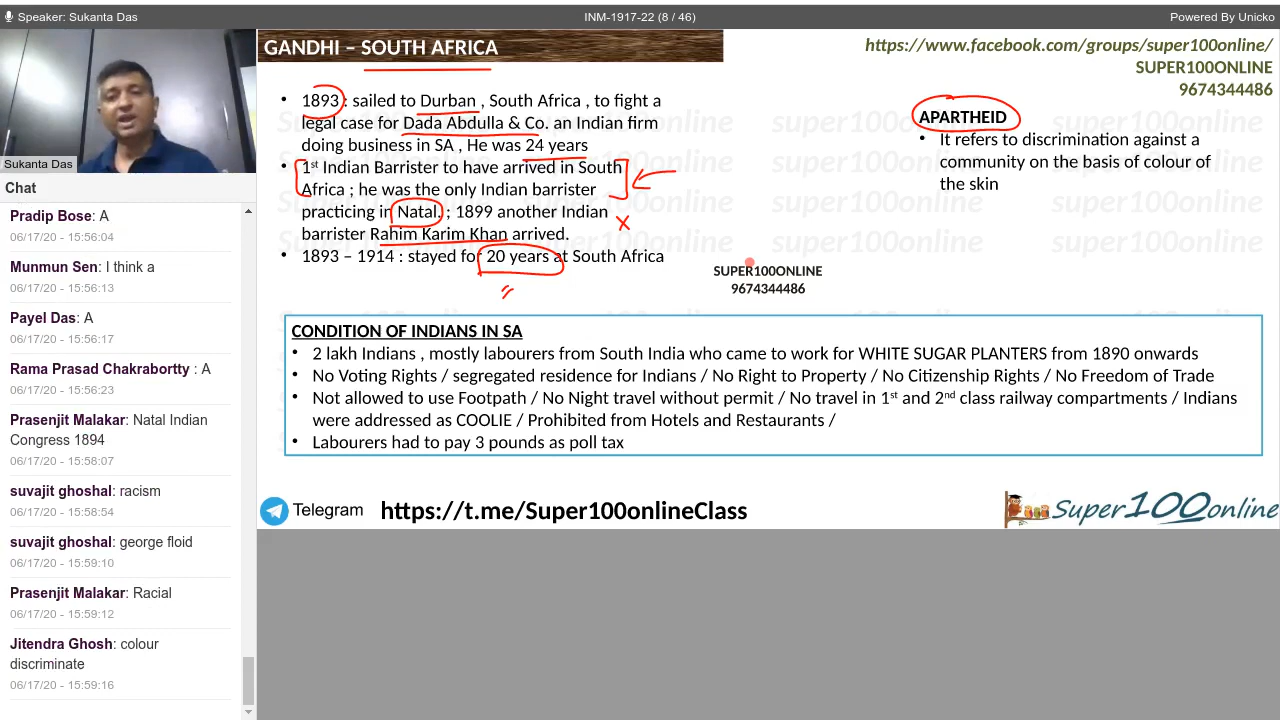 Speaker: Sukanta Das
INM-1917-22 (8 / 46)
Powered By Unicko
Sukanta Das
Chat
Pradip Bose: A
06/17/20 - 15:56:04
Munmun Sen: I think a
06/17/20 - 15:56:13
Payel Das: A
06/17/20 - 15:56:17
Rama Prasad Chakrabortty : A
06/17/20 - 15:56:23
Prasenjit Malakar: Natal Indian
Congress 1894
06/17/20 - 15:58:07
suvajit ghoshal: racism
06/17/20 - 15:58:54
suvajit ghoshal: george floid
06/17/20 - 15:59:10
Prasenjit Malakar: Racial
06/17/20 - 15:59:12
Jitendra Ghosh: colour
discriminate
06/17/20 - 15:59:16
GANDHI – SOUTH AFRICA
https://www.facebook.com/groups/super100online/
SUPER100ONLINE
9674344486
• 1893 : sailed to Durban , South Africa , to fight a
legal case for Dada Abdulla & Co. an Indian firm
doing business in SA , He was 24 years
• 1st Indian Barrister to have arrived in South
Africa ; he was the only Indian barrister
practicing in Natal. ; 1899 another Indian
barrister Rahim Karim Khan arrived.
• 1893 – 1914 : stayed for 20 years at South Africa
APARTHEID
• It refers to discrimination against a
community on the basis of colour of
the skin
SUPER100ONLINE
9674344486
super100online super100online super100online
super100online super100online super100online
super100online super100online super100online
super100online super100online super100online
CONDITION OF INDIANS IN SA
• 2 lakh Indians , mostly labourers from South India who came to work for WHITE SUGAR PLANTERS from 1890 onwards
• No Voting Rights / segregated residence for Indians / No Right to Property / No Citizenship Rights / No Freedom of Trade
• Not allowed to use Footpath / No Night travel without permit / No travel in 1st and 2nd class railway compartments / Indians
were addressed as COOLIE / Prohibited from Hotels and Restaurants /
• Labourers had to pay 3 pounds as poll tax
Telegram https://t.me/Super100onlineClass
Super100online